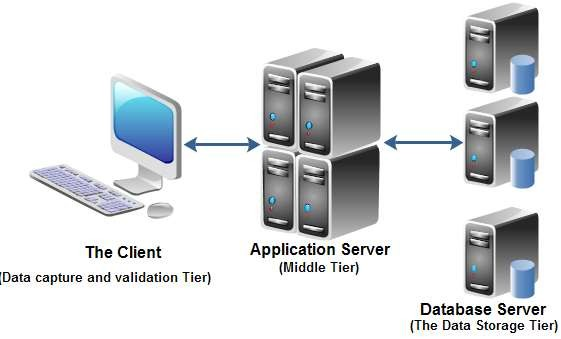 The Client
(Data capture and validation Tier)
Application Server
(Middle Tier)
Database Server
(The Data Storage Tier)